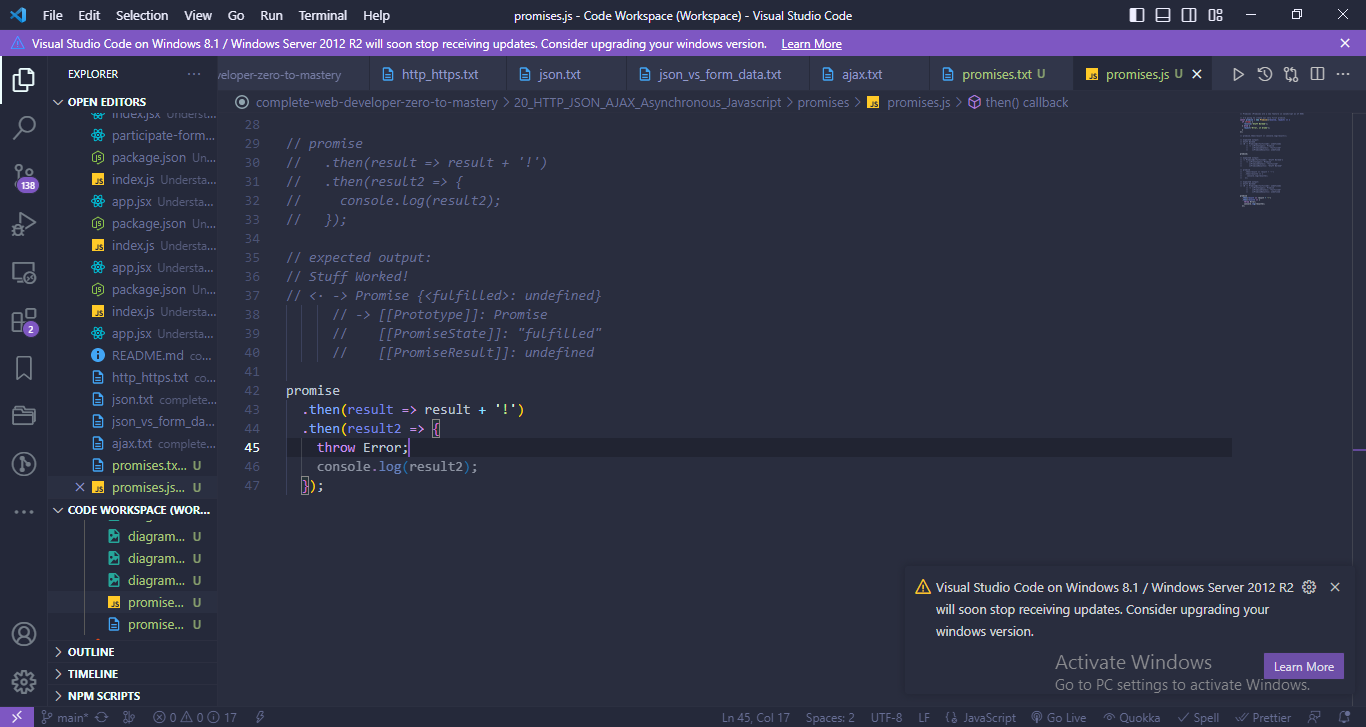 File Edit Selection View Go Run Terminal Help promises.js - Code Workspace (Workspace) - Visual Studio Code
Visual Studio Code on Windows 8.1 / Windows Server 2012 R2 will soon stop receiving updates. Consider upgrading your windows version. Learn More
EXPLORER ···
veloper-zero-to-mastery http_https.txt json.txt json_vs_form_data.txt ajax.txt promises.txt U promises.js U
complete-web-developer-zero-to-mastery > 20_HTTP_JSON_AJAX_Asynchronous_Javascript > promises > JS promises.js > then() callback
OPEN EDITORS
index.jsx Underst...
participate-form...
package.json Un...
JS index.js Understa...
app.jsx Understa...
package.json Un...
JS index.js Understa...
app.jsx Understa...
package.json Un...
JS index.js Understa...
app.jsx Understa...
README.md co...
http_https.txt co...
json.txt complete...
json_vs_form_da...
ajax.txt complete...
promises.tx... U
JS promises.js... U
CODE WORKSPACE (WOR...
diagram... U
diagram... U
diagram... U
JS promise... U
promise... U
OUTLINE
TIMELINE
NPM SCRIPTS
138
2
28
29 // promise
30 //   .then(result => result + '!')
31 //   .then(result2 => {
32 //     console.log(result2);
33 //   });
34
35 // expected output:
36 // Stuff Worked!
37 // <· -> Promise {<fulfilled>: undefined}
38 // -> [[Prototype]]: Promise
39 //    [[PromiseState]]: "fulfilled"
40 //    [[PromiseResult]]: undefined
41
42 promise
43   .then(result => result + '!')
44   .then(result2 => {
45     throw Error;
46     console.log(result2);
47   });
Visual Studio Code on Windows 8.1 / Windows Server 2012 R2
will soon stop receiving updates. Consider upgrading your
windows version.
Learn More
Activate Windows
Go to PC settings to activate Windows.
main* 0 0 17 Ln 45, Col 17 Spaces: 2 UTF-8 LF {} JavaScript Go Live Quokka Spell Prettier